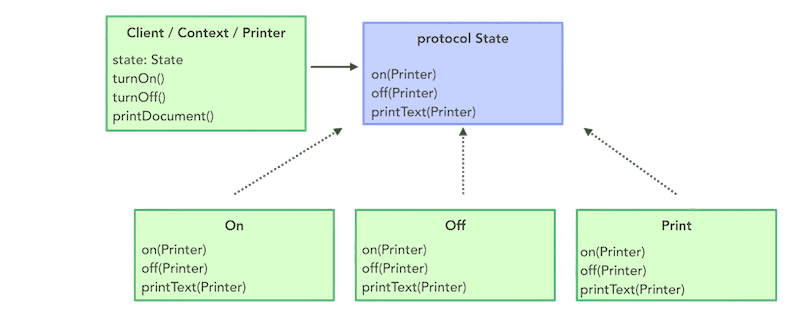 Client / Context / Printer
state: State
turnOn()
turnOff()
printDocument()
protocol State
on(Printer)
off(Printer)
printText(Printer)
On
on(Printer)
off(Printer)
printText(Printer)
Off
on(Printer)
off(Printer)
printText(Printer)
Print
on(Printer)
off(Printer)
printText(Printer)